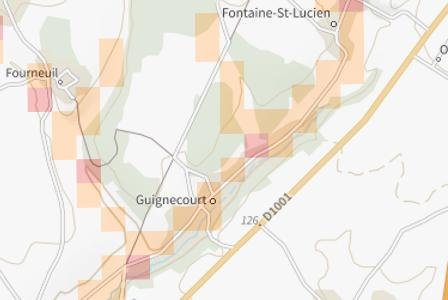 Fontaine-St-Lucien
Fourneuil
O
Guignecourt
126
D1001